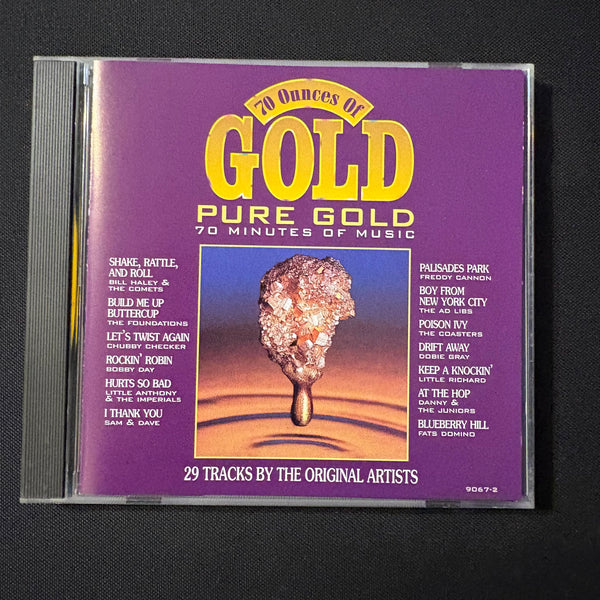 70 Ounces Of
GOLD
PURE GOLD
70 MINUTES OF MUSIC
SHAKE, RATTLE,
AND ROLL
BILL HALEY &
THE COMETS
BUILD ME UP
BUTTERCUP
THE FOUNDATIONS
LET'S TWIST AGAIN
CHUBBY CHECKER
ROCKIN' ROBIN
BOBBY DAY
HURTS SO BAD
LITTLE ANTHONY
& THE IMPERIALS
I THANK YOU
SAM & DAVE
PALISADES PARK
FREDDY CANNON
BOY FROM
NEW YORK CITY
THE AD LIBS
POISON IVY
THE COASTERS
DRIFT AWAY
DOBIE GRAY
KEEP A KNOCKIN'
LITTLE RICHARD
AT THE HOP
DANNY &
THE JUNIORS
BLUEBERRY HILL
FATS DOMINO
29 TRACKS BY THE ORIGINAL ARTISTS
9067-2